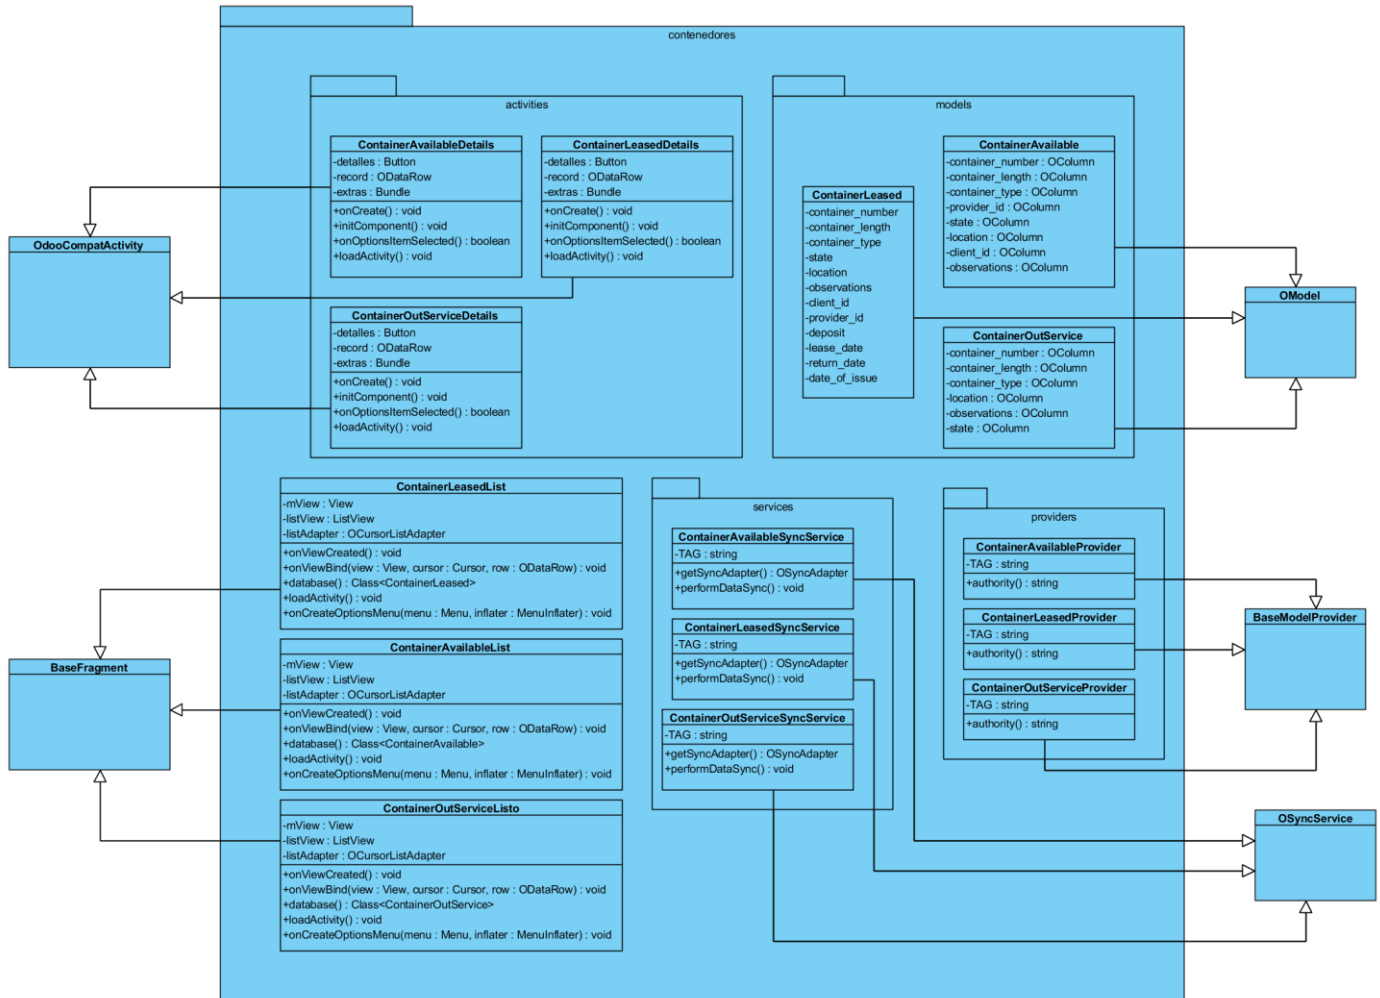 contenedores
activities
ContainerAvailableDetails
-detalles : Button
-record : ODataRow
-extras : Bundle
+onCreate() : void
+initComponent() : void
+onOptionsItemSelected() : boolean
+loadActivity() : void
ContainerLeasedDetails
-detalles : Button
-record : ODataRow
-extras : Bundle
+onCreate() : void
+initComponent() : void
+onOptionsItemSelected() : boolean
+loadActivity() : void
ContainerOutServiceDetails
-detalles : Button
-record : ODataRow
-extras : Bundle
+onCreate() : void
+initComponent() : void
+onOptionsItemSelected() : boolean
+loadActivity() : void
OdooCompatActivity
models
ContainerLeased
-container_number
-container_length
-container_type
-state
-location
-observations
-client_id
-provider_id
-deposit
-lease_date
-return_date
-date_of_issue
ContainerAvailable
-container_number : OColumn
-container_length : OColumn
-container_type : OColumn
-provider_id : OColumn
-state : OColumn
-location : OColumn
-client_id : OColumn
-observations : OColumn
ContainerOutService
-container_number : OColumn
-container_length : OColumn
-container_type : OColumn
-location : OColumn
-observations : OColumn
-state : OColumn
OModel
ContainerLeasedList
-mView : View
-listView : ListView
-listAdapter : OCursorListAdapter
+onViewCreated() : void
+onViewBind(view : View, cursor : Cursor, row : ODataRow) : void
+database() : Class<ContainerLeased>
+loadActivity() : void
+onCreateOptionsMenu(menu : Menu, inflater : MenuInflater) : void
ContainerAvailableList
-mView : View
-listView : ListView
-listAdapter : OCursorListAdapter
+onViewCreated() : void
+onViewBind(view : View, cursor : Cursor, row : ODataRow) : void
+database() : Class<ContainerAvailable>
+loadActivity() : void
+onCreateOptionsMenu(menu : Menu, inflater : MenuInflater) : void
ContainerOutServiceListo
-mView : View
-listView : ListView
-listAdapter : OCursorListAdapter
+onViewCreated() : void
+onViewBind(view : View, cursor : Cursor, row : ODataRow) : void
+database() : Class<ContainerOutService>
+loadActivity() : void
+onCreateOptionsMenu(menu : Menu, inflater : MenuInflater) : void
BaseFragment
services
ContainerAvailableSyncService
-TAG : string
+getSyncAdapter() : OSyncAdapter
+performDataSync() : void
ContainerLeasedSyncService
-TAG : string
+getSyncAdapter() : OSyncAdapter
+performDataSync() : void
ContainerOutServiceSyncService
-TAG : string
+getSyncAdapter() : OSyncAdapter
+performDataSync() : void
providers
ContainerAvailableProvider
-TAG : string
+authority() : string
ContainerLeasedProvider
-TAG : string
+authority() : string
ContainerOutServiceProvider
-TAG : string
+authority() : string
BaseModelProvider
OSyncService